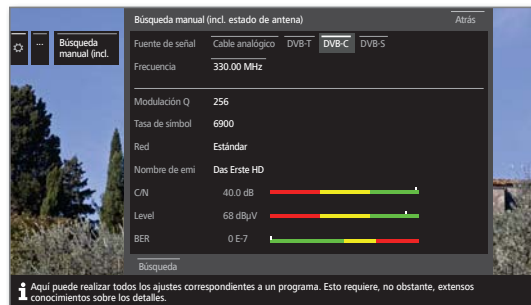 Búsqueda manual (incl. estado de antena) Atrás
... Búsqueda manual (incl.
Fuente de señal Cable analógico DVB-T DVB-C DVB-S
Frecuencia 330.00 MHz
Modulación Q 256
Tasa de símbol 6900
Red Estándar
Nombre de emi Das Erste HD
C/N 40.0 dB
Level 68 dBµV
BER 0 E-7
Búsqueda
Aquí puede realizar todos los ajustes correspondientes a un programa. Esto requiere, no obstante, extensos
conocimientos sobre los detalles.